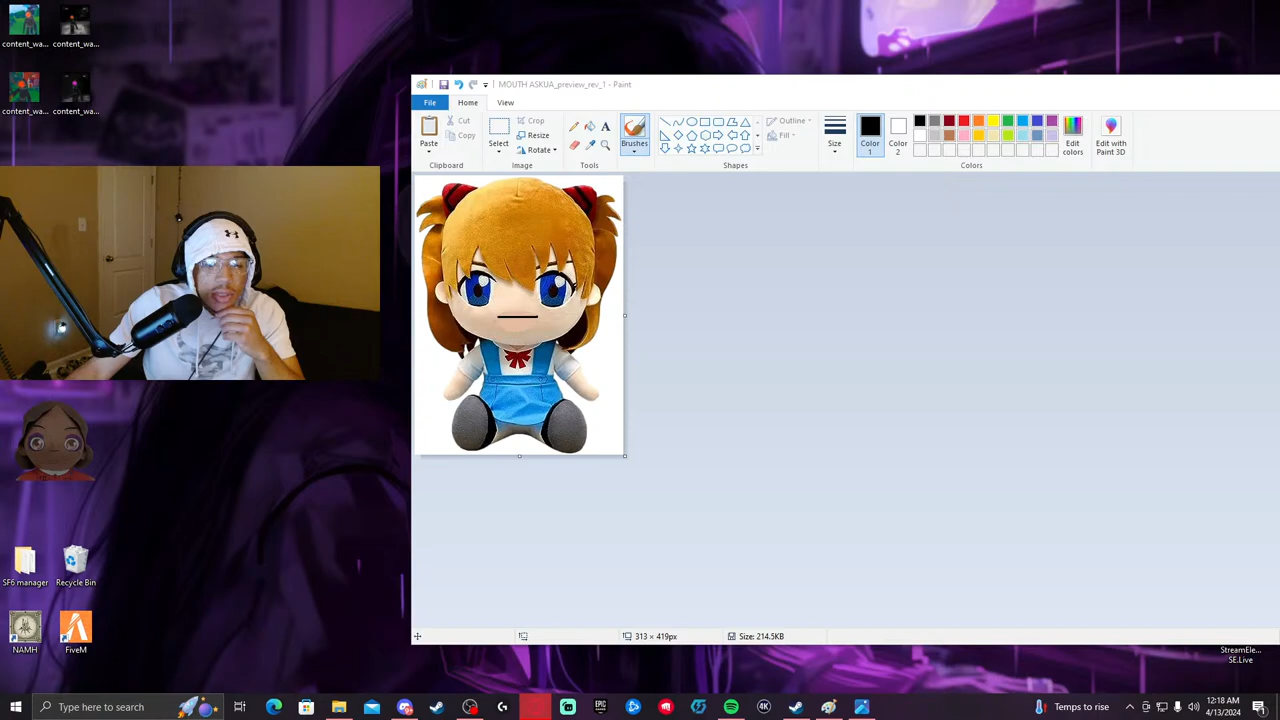 content_wa... content_wa...
content_wa... content_wa...
MOUTH ASKUA_preview_rev_1 - Paint
File Home View
Paste
Cut
Copy
Clipboard
Select
Crop
Resize
Rotate
Image
A
Tools
Brushes
Shapes
Outline
Fill
Size
Color 1
Color 2
Colors
Edit colors
Edit with Paint 3D
313 × 419px
Size: 214.5KB
SF6 manager Recycle Bin
NAMH FiveM
StreamEle...
SE.Live
Type here to search
EPIC
4K
Temps to rise
12:18 AM
4/13/2024